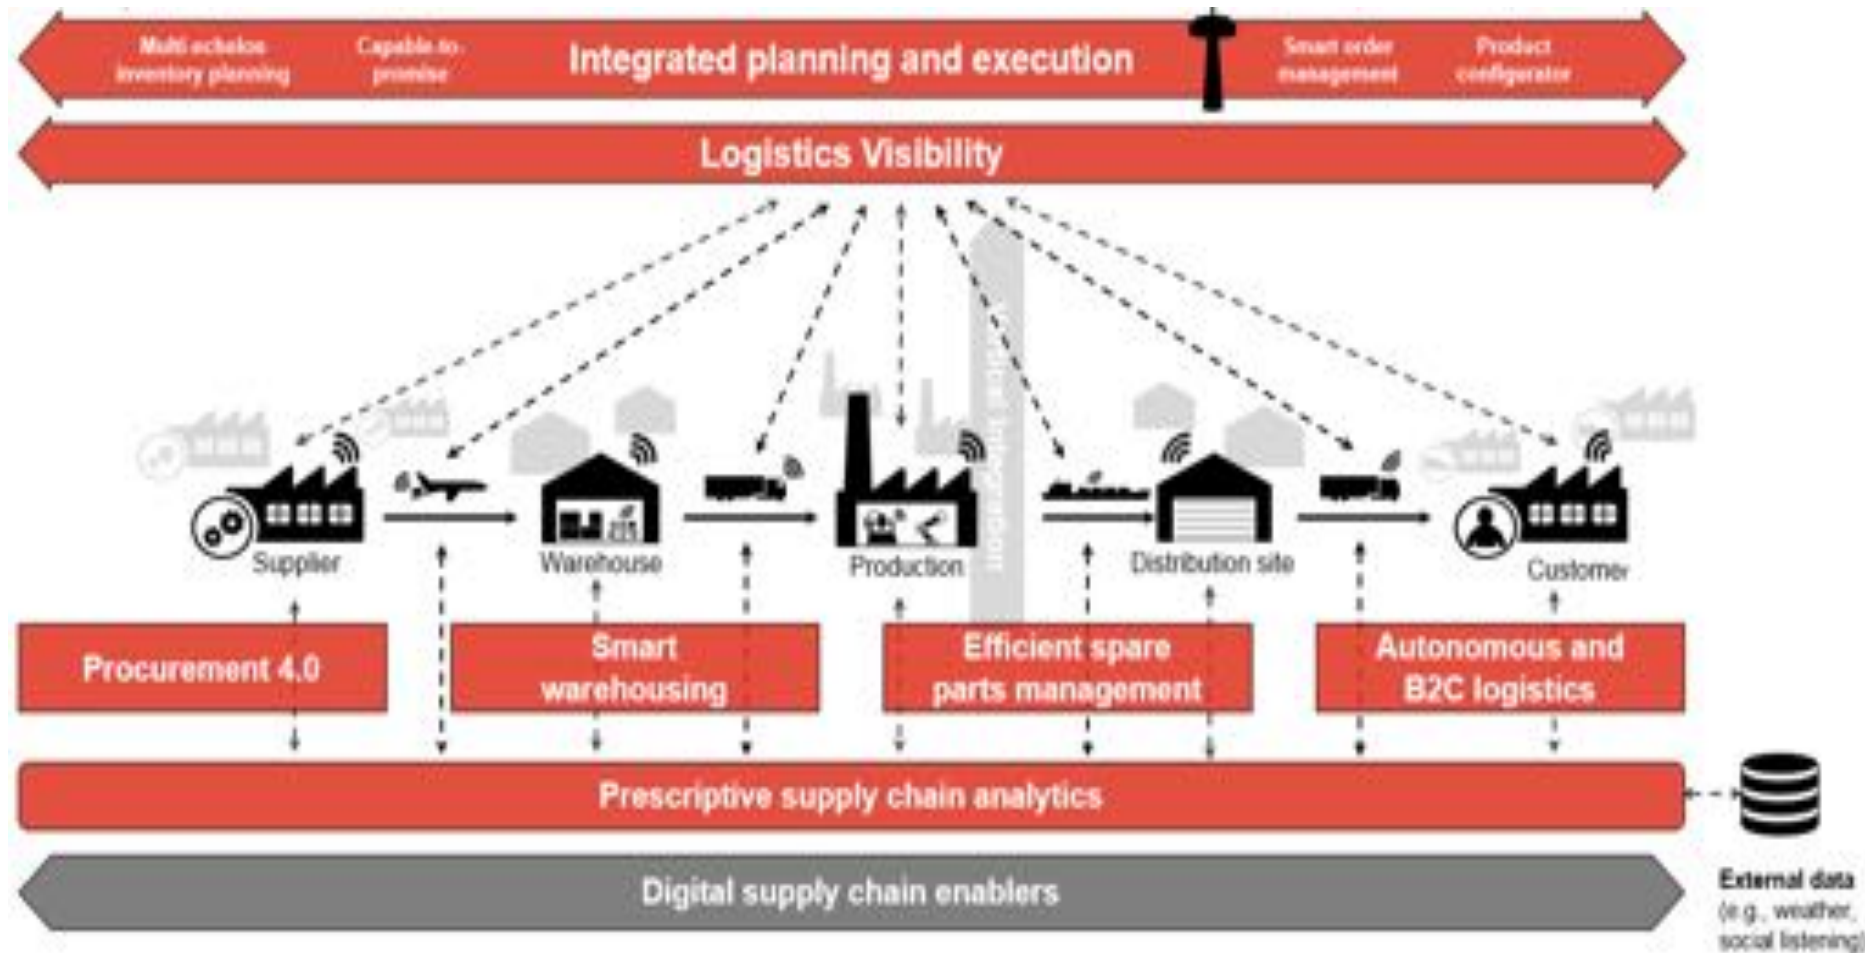 Multi echelon
inventory planning
Capable-to-
promise
Integrated planning and execution
Smart order
management
Product
configurator
Logistics Visibility
Supplier
Warehouse
Production
Distribution site
Customer
Procurement 4.0
Smart
warehousing
Efficient spare
parts management
Autonomous and
B2C logistics
Prescriptive supply chain analytics
Digital supply chain enablers
External data
(e.g., weather,
social listening)